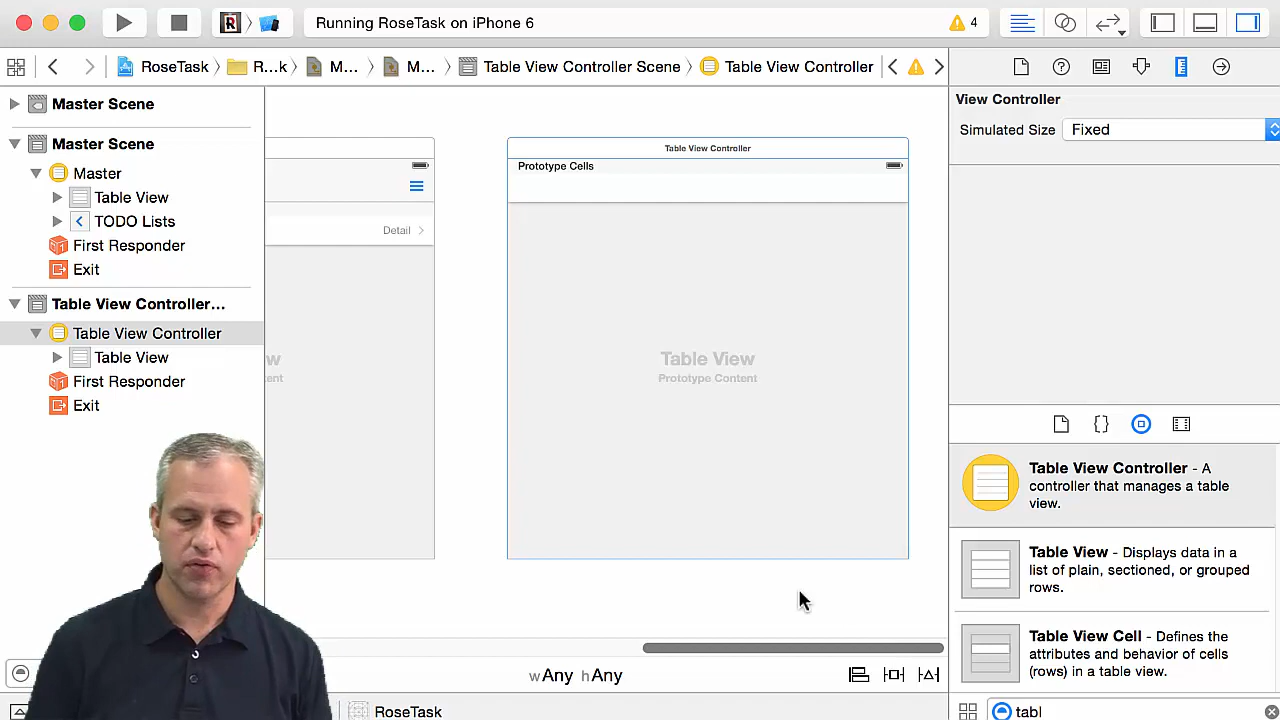 Running RoseTask on iPhone 6
4
RoseTask
R...k
M...
M...
Table View Controller Scene
Table View Controller
Master Scene
Master Scene
Master
Table View
TODO Lists
First Responder
Exit
Table View Controller...
Table View Controller
Table View
First Responder
Exit
Detail
Table View Controller
Prototype Cells
Table View
Prototype Content
wAny hAny
RoseTask
View Controller
Simulated Size
Fixed
Table View Controller - A
controller that manages a table
view.
Table View - Displays data in a
list of plain, sectioned, or grouped
rows.
Table View Cell - Defines the
attributes and behavior of cells
(rows) in a table view.
tabl